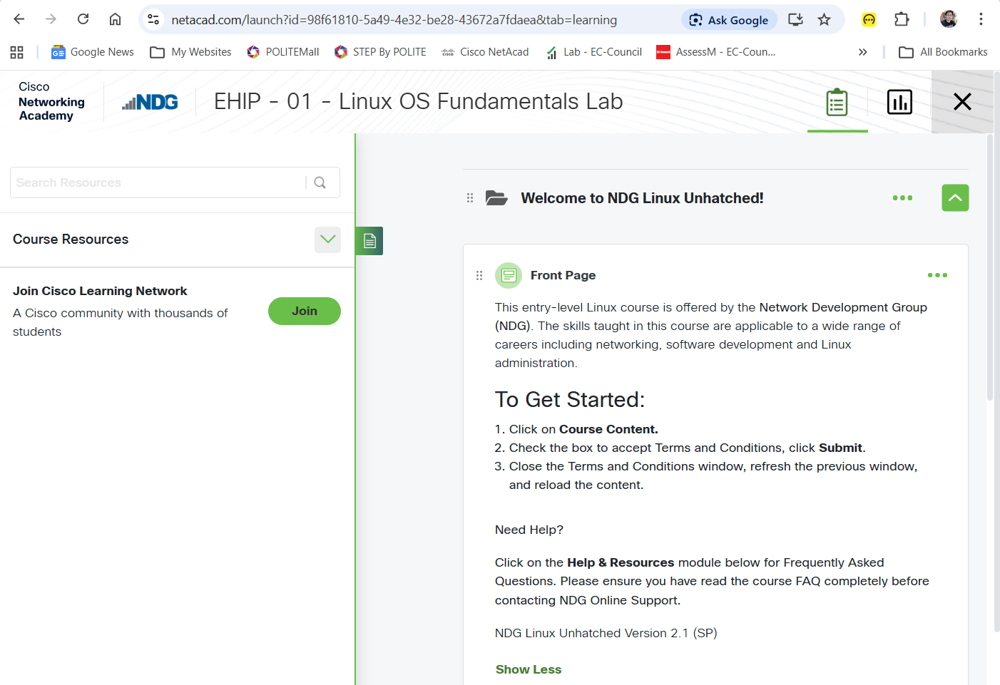 netacad.com/launch?id=98f61810-5a49-4e32-be28-43672a7fdaea&tab=learning
Ask Google
Google News
My Websites
POLITEMall
STEP By POLITE
Cisco NetAcad
Lab - EC-Council
AssessM - EC-Coun...
All Bookmarks
Cisco
Networking
Academy
NDG
EHIP - 01 - Linux OS Fundamentals Lab
Search Resources
Course Resources
Join Cisco Learning Network
A Cisco community with thousands of
students
Join
Welcome to NDG Linux Unhatched!
Front Page
This entry-level Linux course is offered by the Network Development Group
(NDG). The skills taught in this course are applicable to a wide range of
careers including networking, software development and Linux
administration.
To Get Started:
1. Click on Course Content.
2. Check the box to accept Terms and Conditions, click Submit.
3. Close the Terms and Conditions window, refresh the previous window,
and reload the content.
Need Help?
Click on the Help & Resources module below for Frequently Asked
Questions. Please ensure you have read the course FAQ completely before
contacting NDG Online Support.
NDG Linux Unhatched Version 2.1 (SP)
Show Less